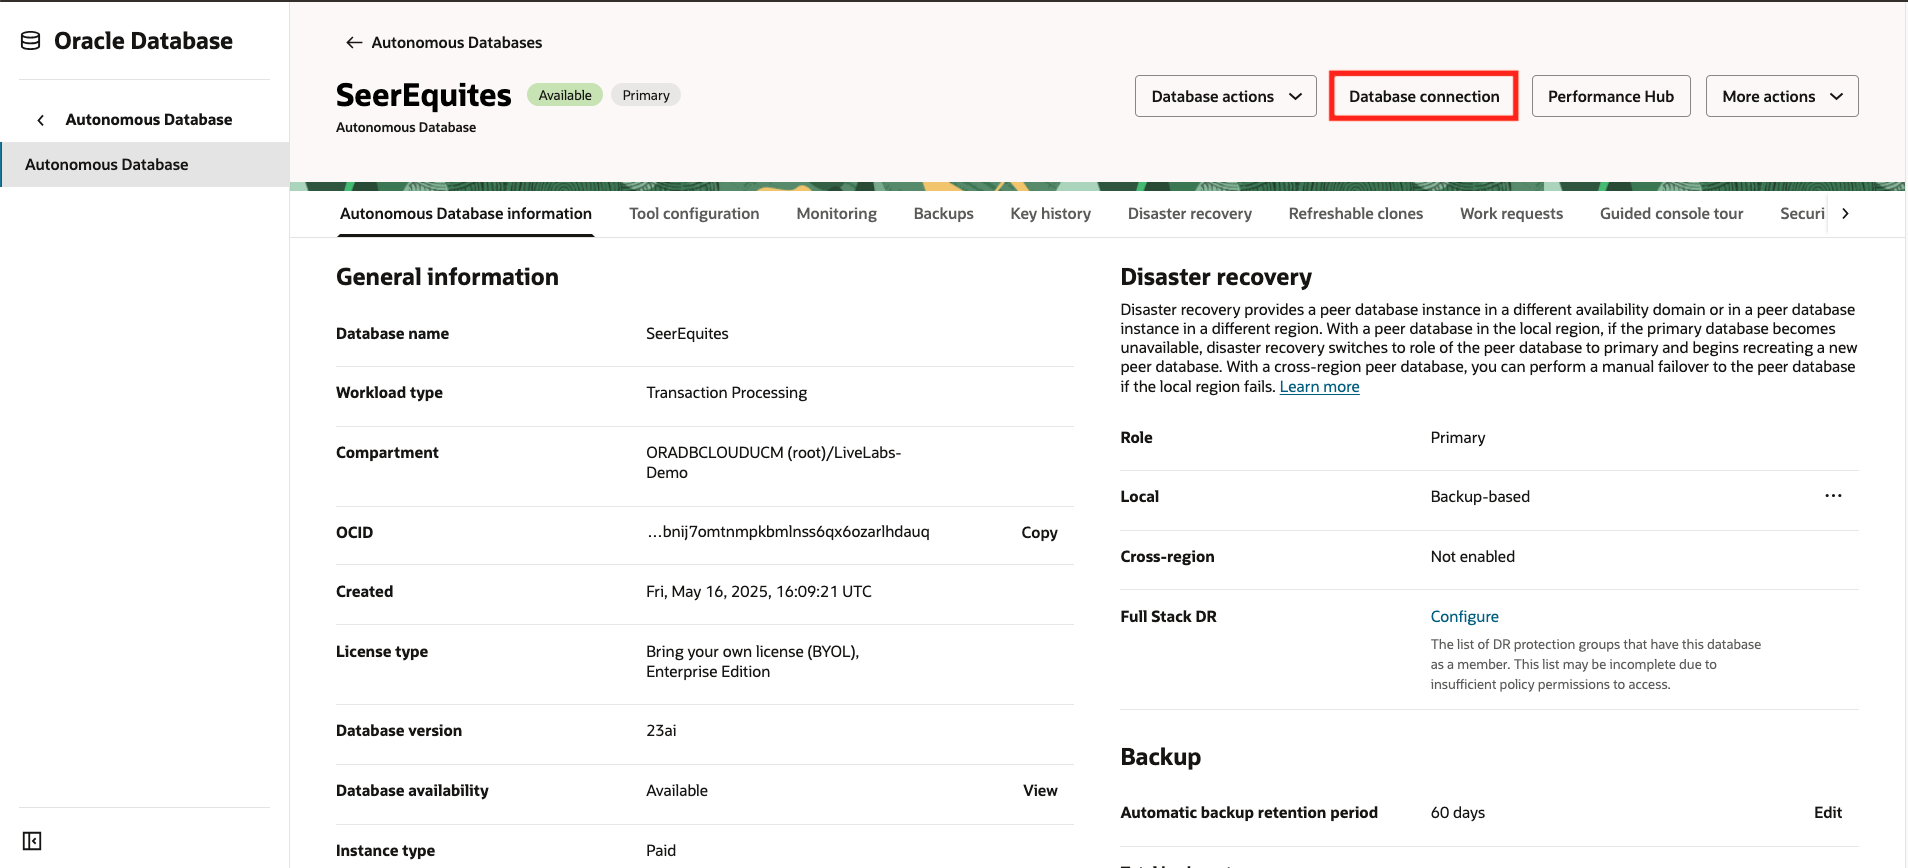 Oracle Database
Autonomous Database
Autonomous Database
Autonomous Databases
SeerEquites
Available
Primary
Autonomous Database
Database actions
Database connection
Performance Hub
More actions
Autonomous Database information
Tool configuration
Monitoring
Backups
Key history
Disaster recovery
Refreshable clones
Work requests
Guided console tour
Securi
General information
Database name
SeerEquites
Workload type
Transaction Processing
Compartment
ORADBCLOUDUCM (root)/LiveLabs-
Demo
OCID
...bnij7omtnmpkbmlnss6qx6ozarlhdauq
Copy
Created
Fri, May 16, 2025, 16:09:21 UTC
License type
Bring your own license (BYOL),
Enterprise Edition
Database version
23ai
Database availability
Available
View
Instance type
Paid
Disaster recovery
Disaster recovery provides a peer database instance in a different availability domain or in a peer database
instance in a different region. With a peer database in the local region, if the primary database becomes
unavailable, disaster recovery switches to role of the peer database to primary and begins recreating a new
peer database. With a cross-region peer database, you can perform a manual failover to the peer database
if the local region fails. Learn more
Role
Primary
Local
Backup-based
Cross-region
Not enabled
Full Stack DR
Configure
The list of DR protection groups that have this database
as a member. This list may be incomplete due to
insufficient policy permissions to access.
Backup
Automatic backup retention period
60 days
Edit